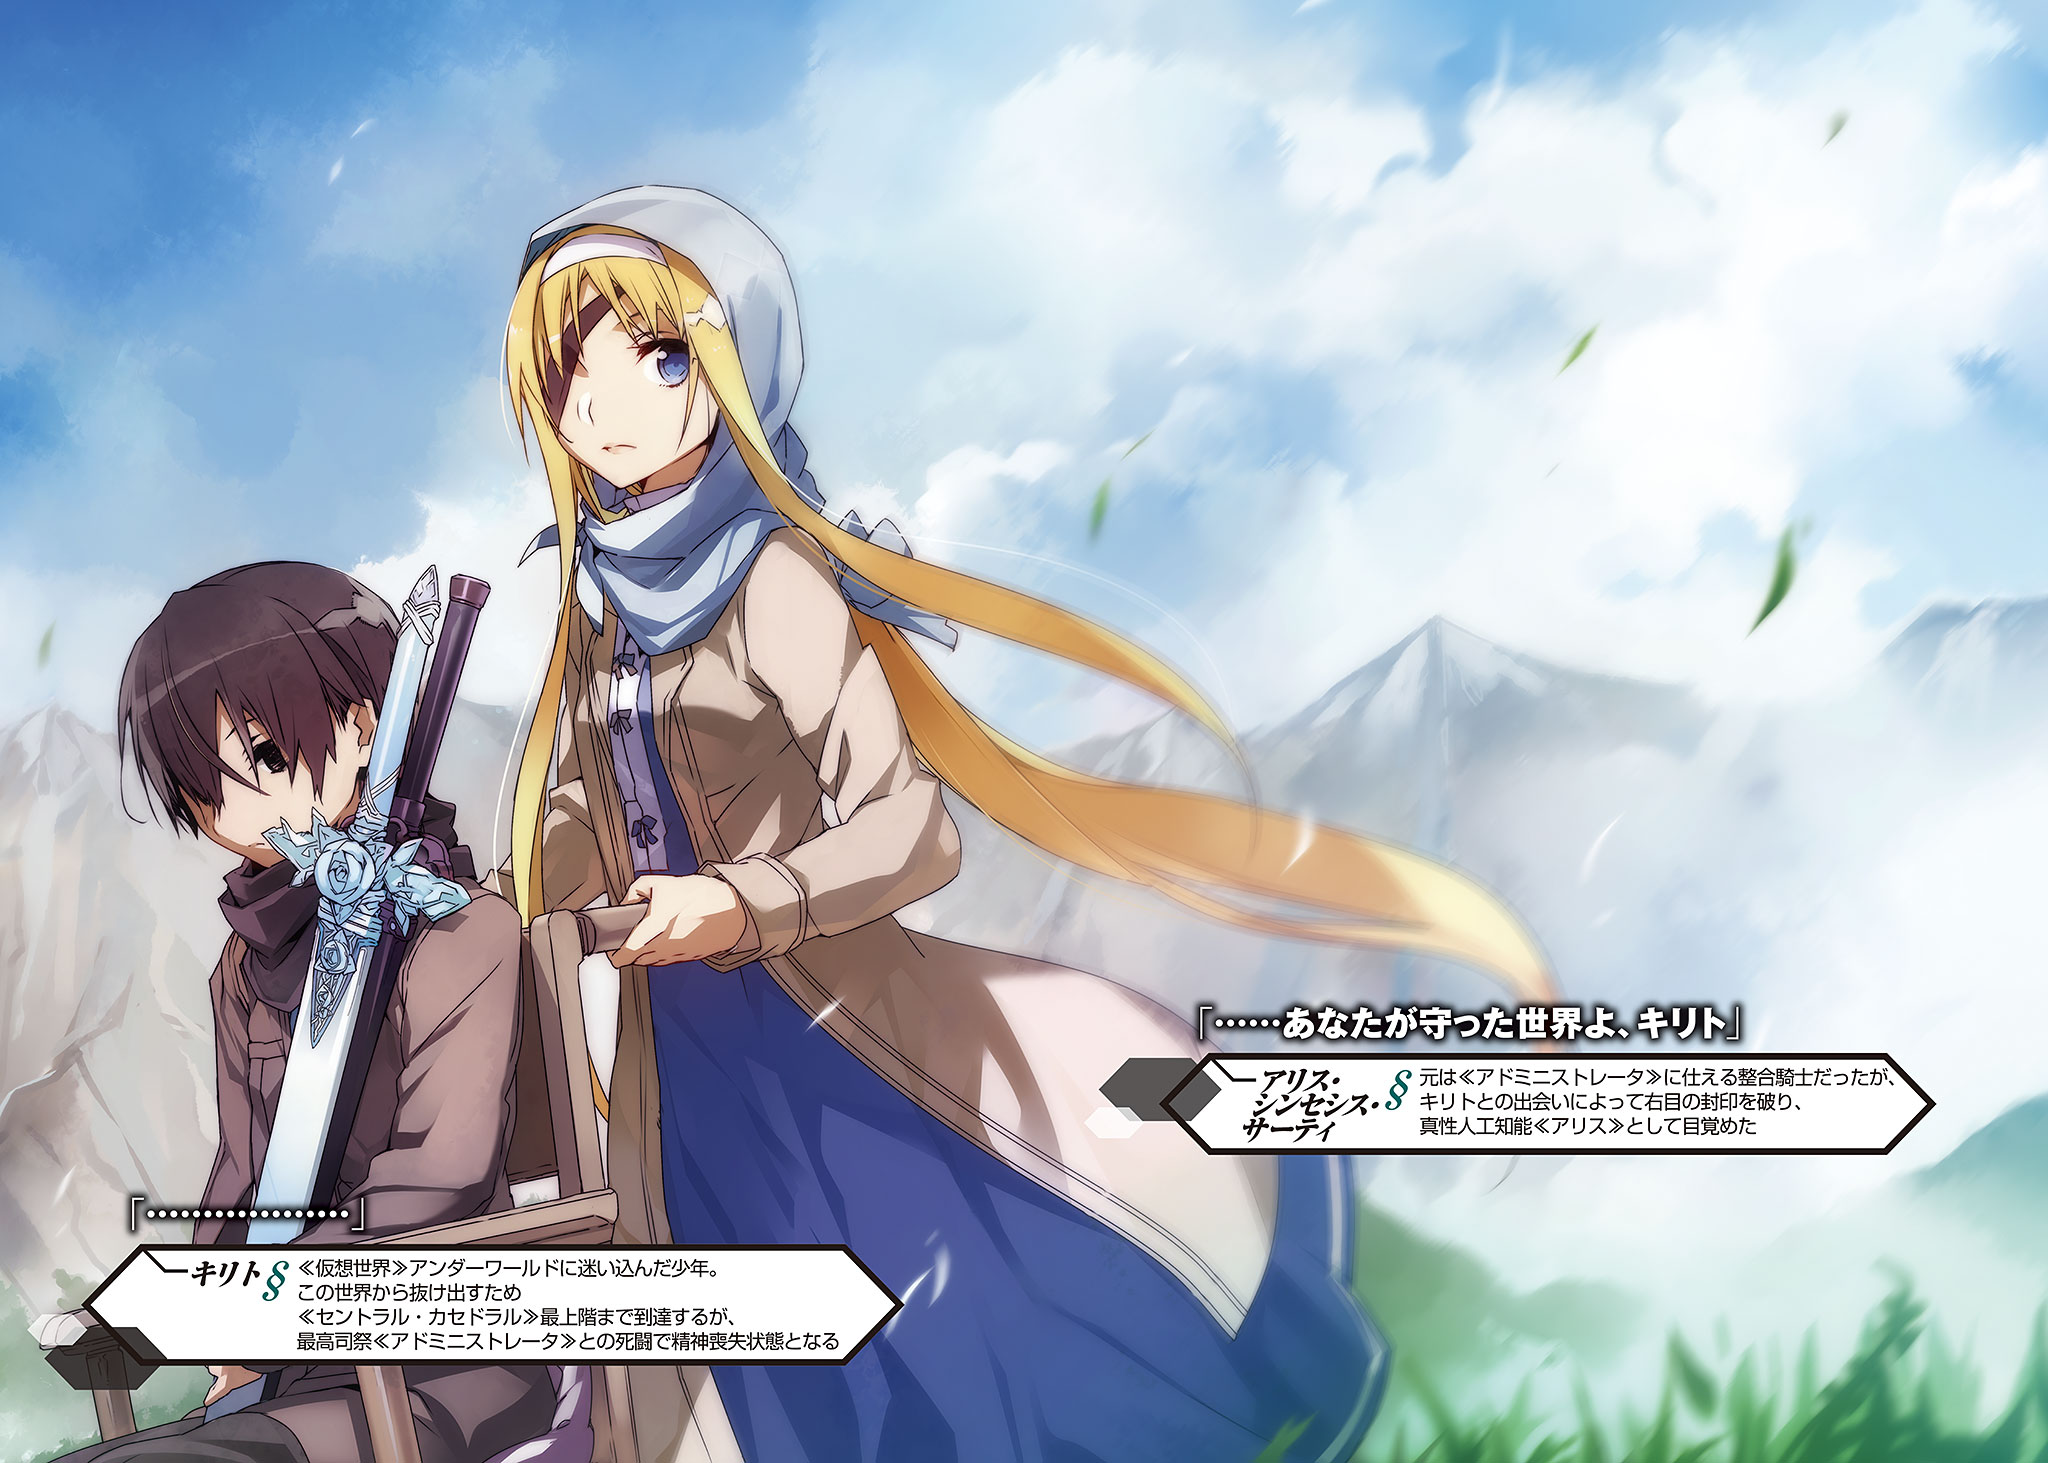 「……あなたが守った世界よ、キリト」
アリス・
シンセシス・
サーティ
§
元は≪アドミニストレータ≫に仕える整合騎士だったが、
キリトとの出会いによって右目の封印を破り、
真性人工知能≪アリス≫として目覚めた
「………………」
キリト§
≪仮想世界≫アンダーワールドに迷い込んだ少年。
この世界から抜け出すため
≪セントラル・カセドラル≫最上階まで到達するが、
最高司祭≪アドミニストレータ≫との死闘で精神喪失状態となる